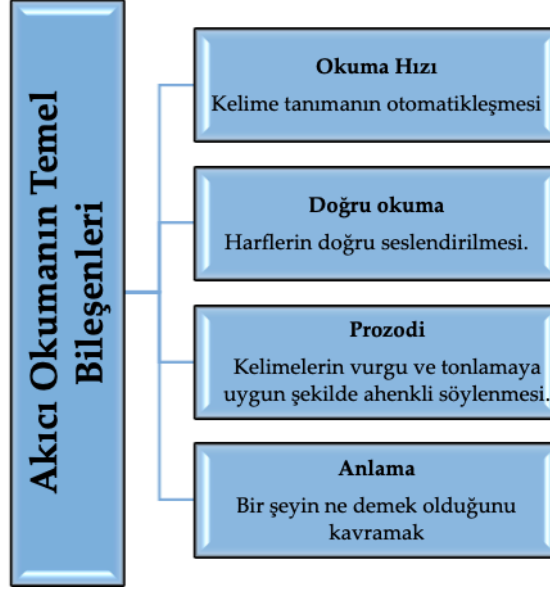 Akıcı Okumanın Temel
Bileşenleri
Okuma Hızı
Kelime tanımanın otomatikleşmesi
Doğru okuma
Harflerin doğru seslendirilmesi.
Prozodi
Kelimelerin vurgu ve tonlamaya
uygun şekilde ahenkli söylenmesi.
Anlama
Bir şeyin ne demek olduğunu
kavramak